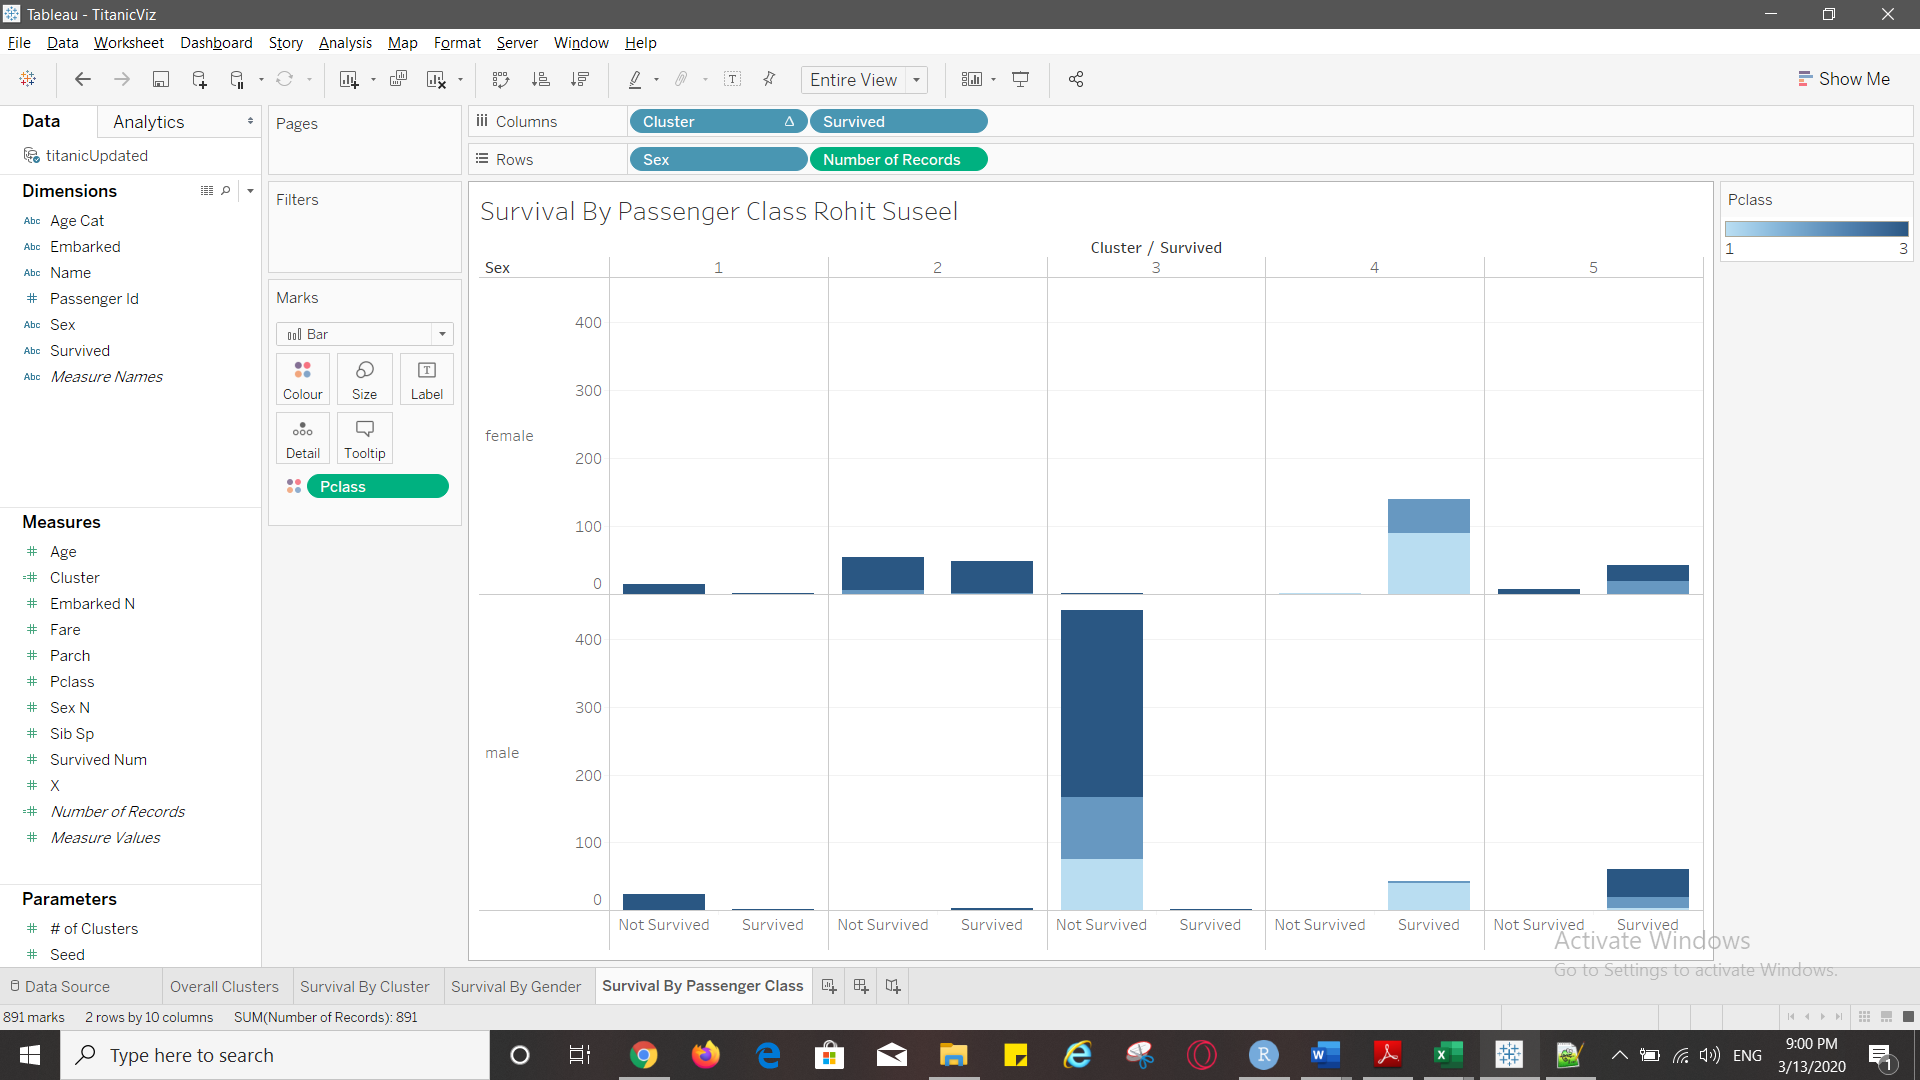 Tableau - TitanicViz
File Data Worksheet Dashboard Story Analysis Map Format Server Window Help
Entire View
Show Me
Data Analytics
titanicUpdated
Dimensions
Abc Age Cat
Abc Embarked
Abc Name
# Passenger Id
Abc Sex
Abc Survived
Abc Measure Names
Measures
# Age
=# Cluster
# Embarked N
# Fare
# Parch
# Pclass
# Sex N
# Sib Sp
# Survived Num
# X
=# Number of Records
# Measure Values
Parameters
# # of Clusters
# Seed
Pages
Filters
Marks
Bar
Colour Size Label
Detail Tooltip
Pclass
Columns Cluster Δ Survived
Rows Sex Number of Records
Survival By Passenger Class Rohit Suseel
Cluster / Survived
Sex 1 2 3 4 5
400
300
female
200
100
0
400
300
male
200
100
0
Not Survived Survived Not Survived Survived Not Survived Survived Not Survived Survived Not Survived Survived
Pclass
1 3
Activate Windows
Go to Settings to activate Windows.
Data Source Overall Clusters Survival By Cluster Survival By Gender Survival By Passenger Class
891 marks 2 rows by 10 columns SUM(Number of Records): 891
Type here to search
ENG
9:00 PM
3/13/2020
1